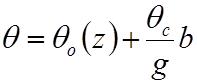 θ = θ_o(z) + θ_c/g b